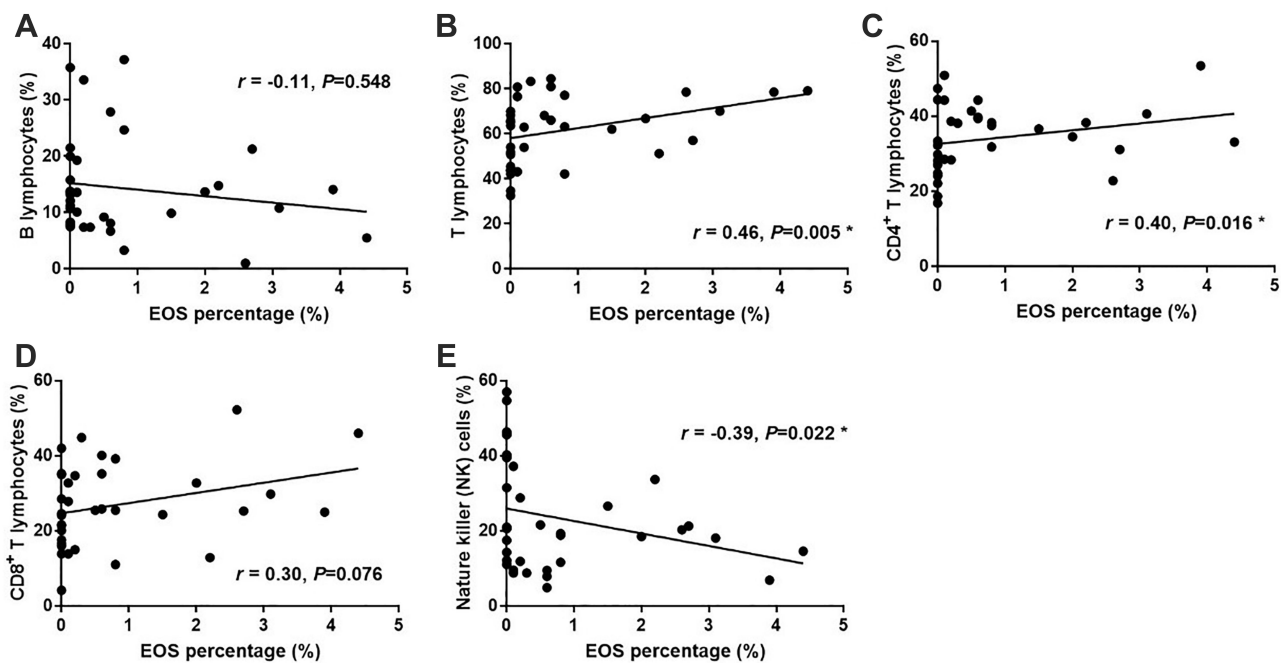 A
B lymphocytes (%)
40
30
20
10
0
r = -0.11, P=0.548
0 1 2 3 4 5
EOS percentage (%)
B
T lymphocytes (%)
100
80
60
40
20
0
r = 0.46, P=0.005 *
0 1 2 3 4 5
EOS percentage (%)
C
CD4+ T lymphocytes (%)
60
40
20
0
r = 0.40, P=0.016 *
0 1 2 3 4 5
EOS percentage (%)
D
CD8+ T lymphocytes (%)
60
40
20
0
r = 0.30, P=0.076
0 1 2 3 4 5
EOS percentage (%)
E
Nature killer (NK) cells (%)
60
40
20
0
r = -0.39, P=0.022 *
0 1 2 3 4 5
EOS percentage (%)